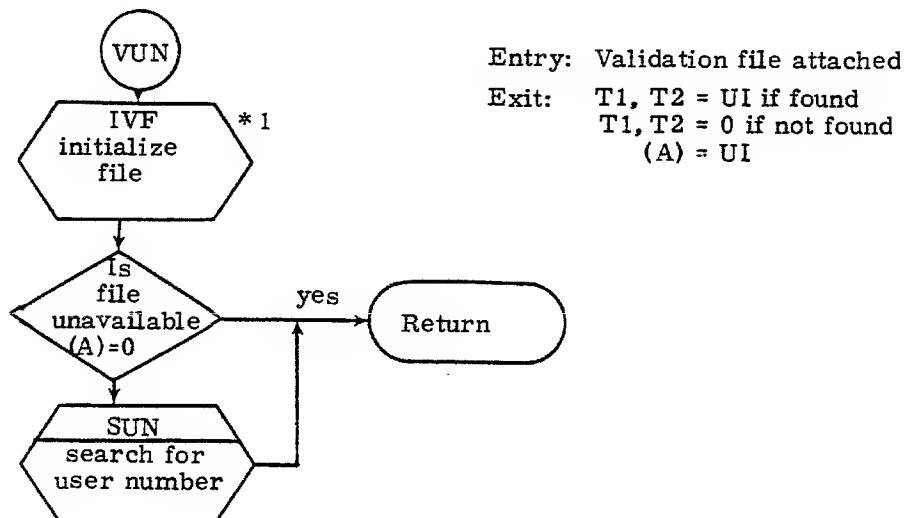 VUN
Entry: Validation file attached
Exit: T1, T2 = UI if found
T1, T2 = 0 if not found
(A) = UI
IVF
*1
initialize
file
Is
file
unavailable
(A)=0
yes
Return
SUN
search for
user number